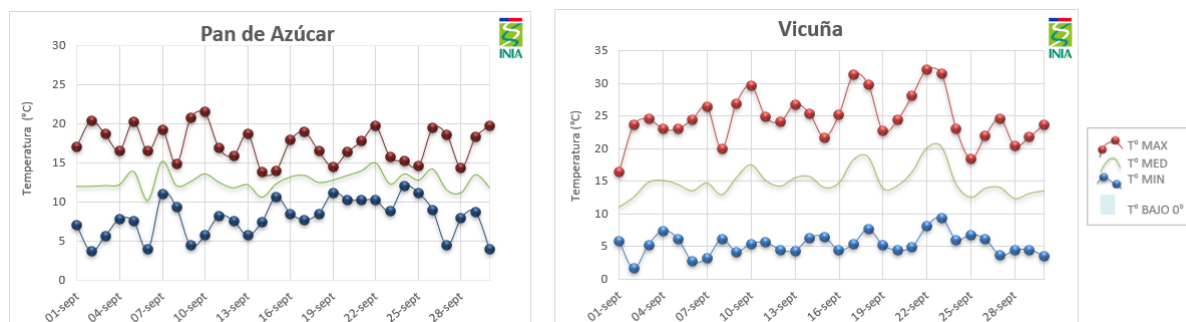 Pan de Azúcar
INIA
Temperatura (°C)
30
25
20
15
10
5
0
01-sept
04-sept
07-sept
10-sept
13-sept
16-sept
19-sept
22-sept
25-sept
28-sept
Vicuña
INIA
Temperatura (°C)
35
30
25
20
15
10
5
0
01-sept
04-sept
07-sept
10-sept
13-sept
16-sept
19-sept
22-sept
25-sept
28-sept
T° MAX
T° MED
T° MIN
T° BAJO 0°